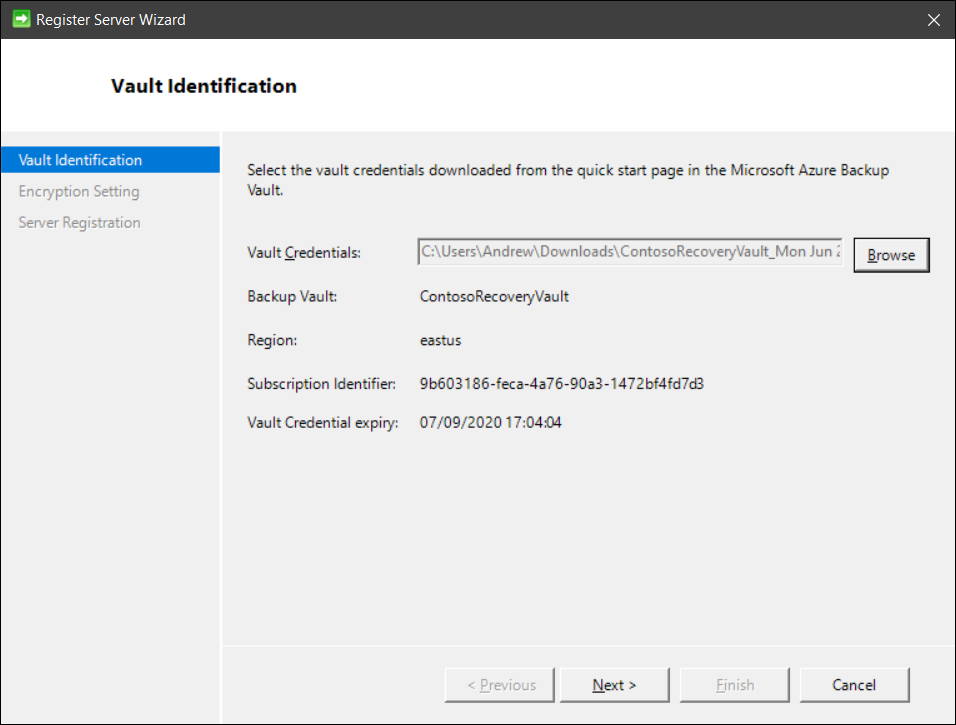 Register Server Wizard
Vault Identification
Vault Identification
Encryption Setting
Server Registration
Select the vault credentials downloaded from the quick start page in the Microsoft Azure Backup
Vault.
Vault Credentials: C:\Users\Andrew\Downloads\ContosoRecoveryVault_Mon Jun Browse
Backup Vault: ContosoRecoveryVault
Region: eastus
Subscription Identifier: 9b603186-feca-4a76-90a3-1472bf4fd7d3
Vault Credential expiry: 07/09/2020 17:04:04
< Previous Next > Finish Cancel